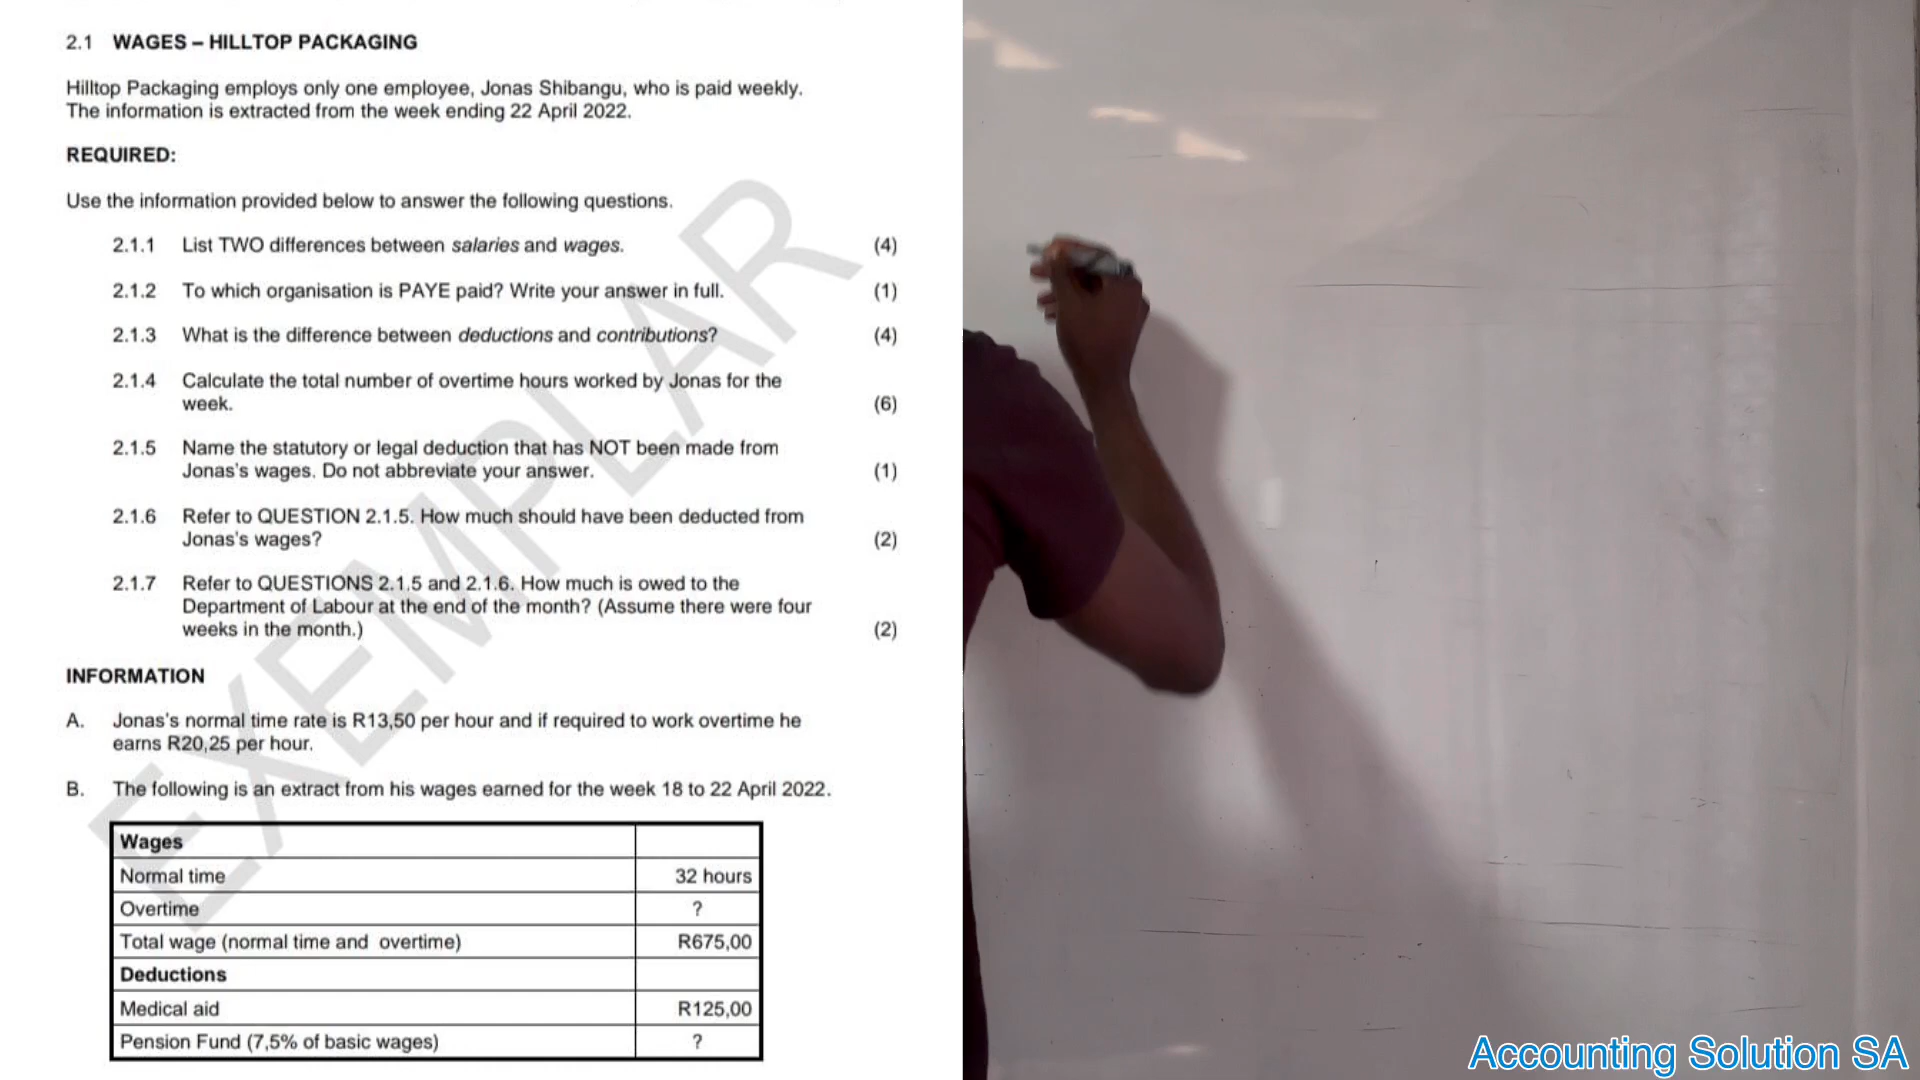 2.1 WAGES – HILLTOP PACKAGING
Hilltop Packaging employs only one employee, Jonas Shibangu, who is paid weekly.
The information is extracted from the week ending 22 April 2022.
REQUIRED:
Use the information provided below to answer the following questions.
2.1.1 List TWO differences between salaries and wages. (4)
2.1.2 To which organisation is PAYE paid? Write your answer in full. (1)
2.1.3 What is the difference between deductions and contributions? (4)
2.1.4 Calculate the total number of overtime hours worked by Jonas for the
week. (6)
2.1.5 Name the statutory or legal deduction that has NOT been made from
Jonas's wages. Do not abbreviate your answer. (1)
2.1.6 Refer to QUESTION 2.1.5. How much should have been deducted from
Jonas's wages? (2)
2.1.7 Refer to QUESTIONS 2.1.5 and 2.1.6. How much is owed to the
Department of Labour at the end of the month? (Assume there were four
weeks in the month.) (2)
INFORMATION
A. Jonas's normal time rate is R13,50 per hour and if required to work overtime he
earns R20,25 per hour.
B. The following is an extract from his wages earned for the week 18 to 22 April 2022.
Wages
Normal time 32 hours
Overtime ?
Total wage (normal time and overtime) R675,00
Deductions
Medical aid R125,00
Pension Fund (7,5% of basic wages) ?
EXEMPLAR
Accounting Solution SA